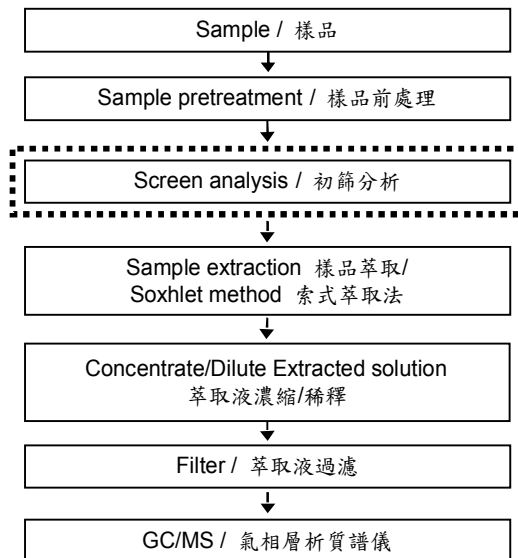 Sample / 樣品
Sample pretreatment / 樣品前處理
Screen analysis / 初篩分析
Sample extraction 樣品萃取/
Soxhlet method 索式萃取法
Concentrate/Dilute Extracted solution
萃取液濃縮/稀釋
Filter / 萃取液過濾
GC/MS / 氣相層析質譜儀